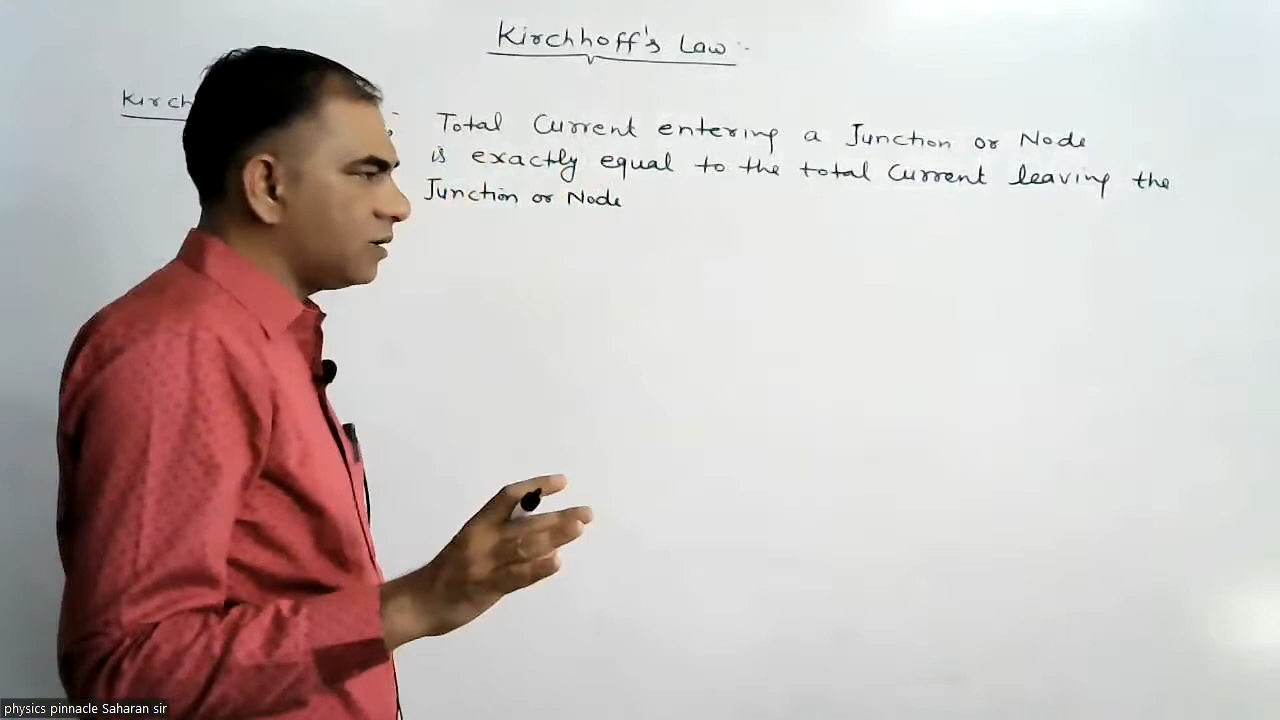 Kirchhoff's Law :-
Total Current entering a Junction or Node
is exactly equal to the total Current leaving the
Junction or Node
physics pinnacle Saharan sir